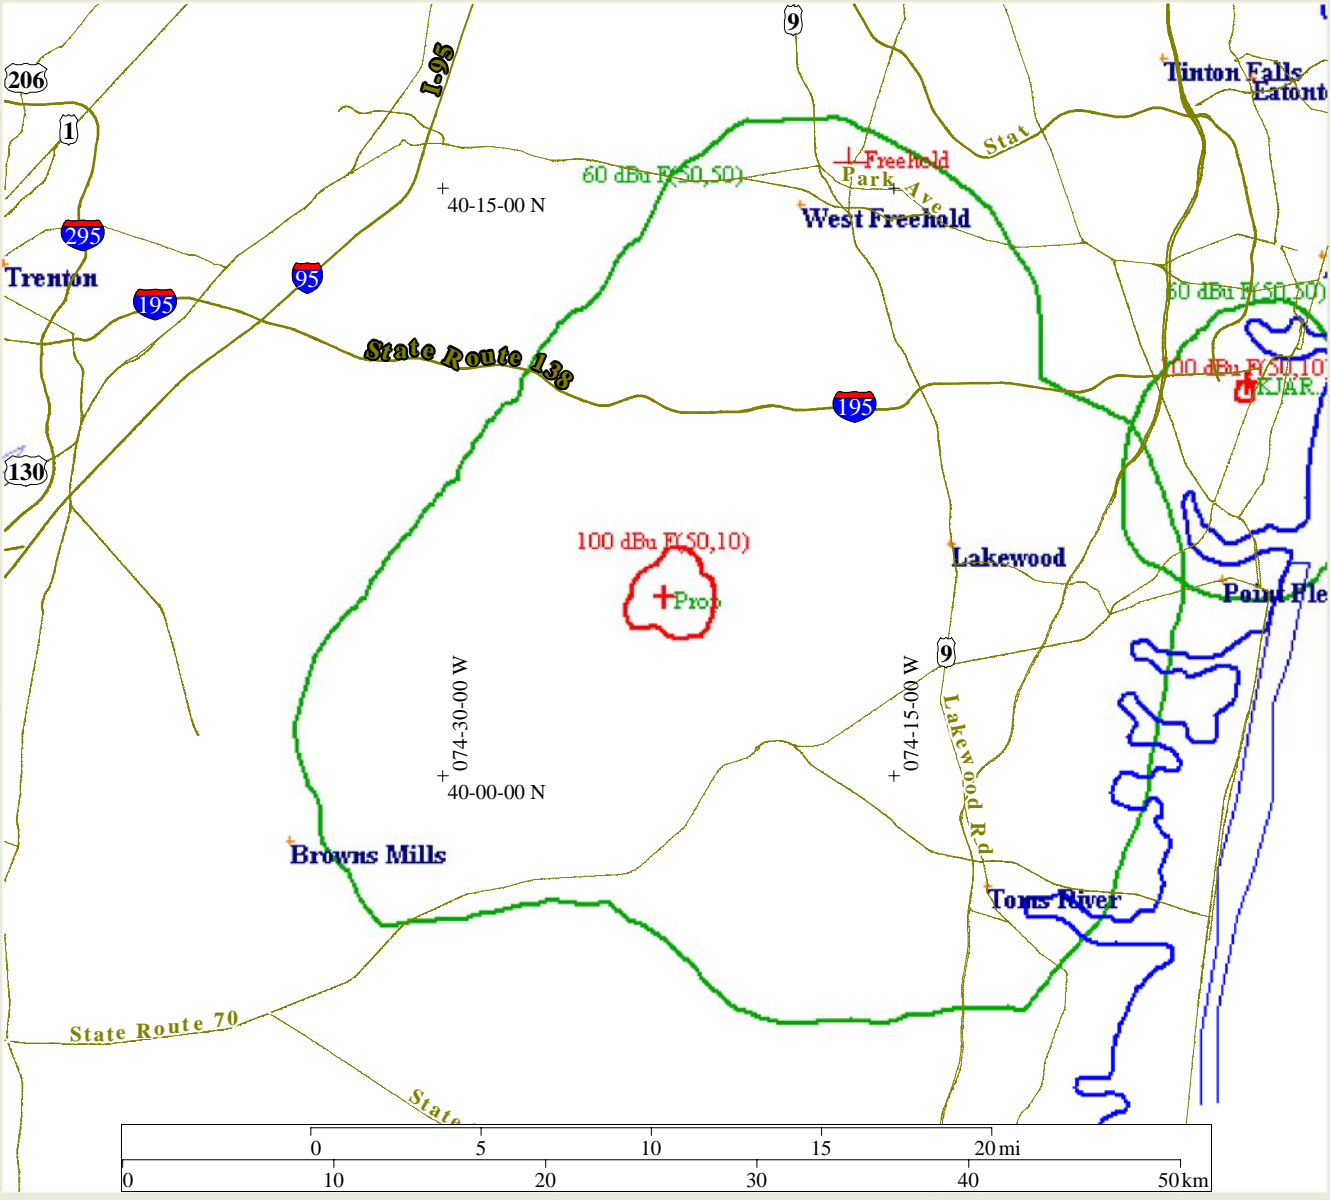 9
I-95
206
Tinton Falls
Eatont
1
Stat
Freehold
60 dBu F(50,50)
Park Ave
40-15-00 N
West Freehold
295
Trenton
95
60 dBu F(50,50)
195
State Route 138
100 dBu F(50,10)
KJAR
195
130
100 dBu F(50,10)
Lakewood
Prop
Point Ple
9
074-30-00 W
074-15-00 W
Lakewood Rd
40-00-00 N
Browns Mills
Toms River
State Route 70
State
0 5 10 15 20 mi
0 10 20 30 40 50 km